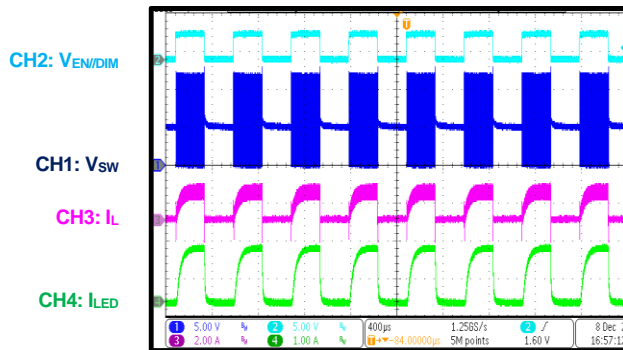 T
CH2: VEN//DIM
2
CH1: VSW
1
CH3: IL
3
CH4: ILED
4
1 5.00 V 2 5.00 V 400µs 1.25GS/s 2 8 Dec 2
3 2.00 A 4 1.00 A T→▼-84.00000µs 5M points 1.60 V 16:57:1